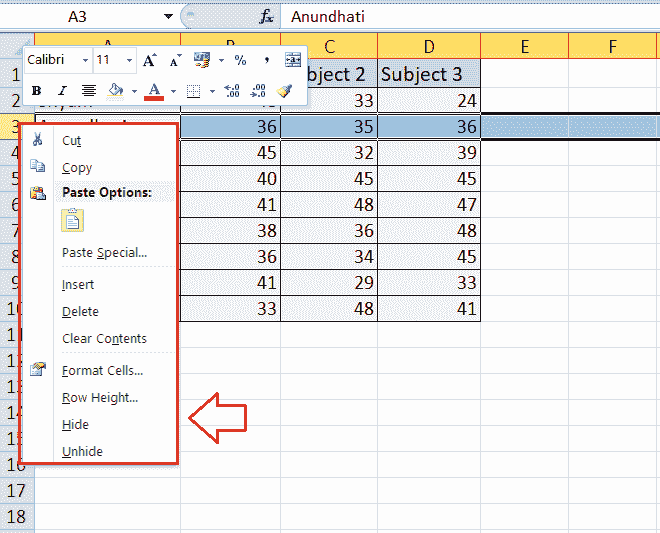 A3 fx Anundhati
A B C D E F
Calibri 11 A A % ,
B I A .00 .0
1 bject 2 Subject 3
2 33 24
3 36 35 36
4 45 32 39
5 40 45 45
6 41 48 47
7 38 36 48
8 36 34 45
9 41 29 33
10 33 48 41
11
12
13
14
15
16
17
18
Cut
Copy
Paste Options:
Paste Special...
Insert
Delete
Clear Contents
Format Cells...
Row Height...
Hide
Unhide